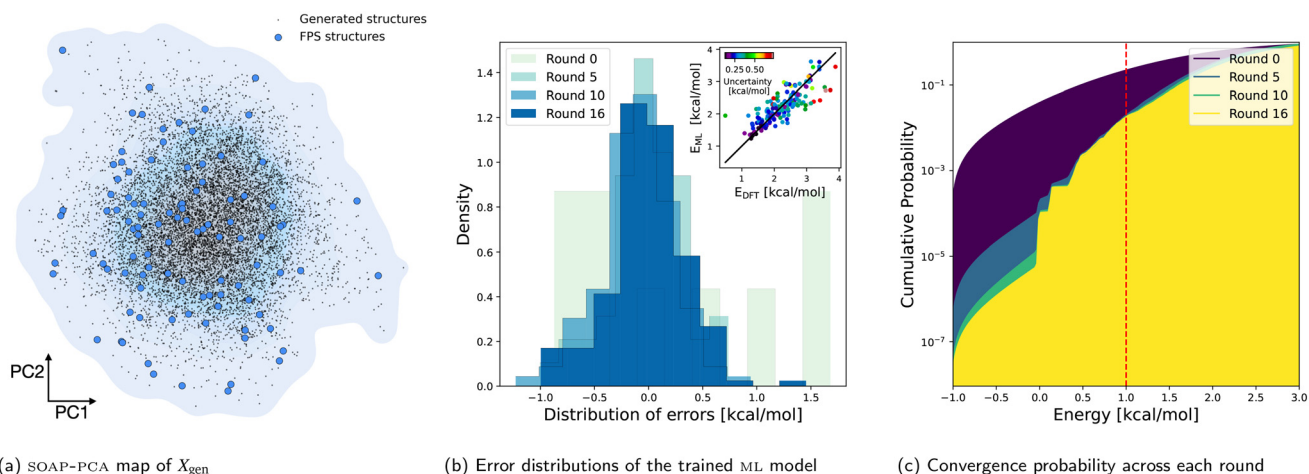 Generated structures
FPS structures
PC2
PC1
(a) SOAP-PCA map of Xgen
Round 0
Round 5
Round 10
Round 16
0.25 0.50
Uncertainty
[kcal/mol]
E_ML [kcal/mol]
4
3
2
1
1 2 3 4
E_DFT [kcal/mol]
Density
1.4
1.2
1.0
0.8
0.6
0.4
0.2
0.0
−1.0 −0.5 0.0 0.5 1.0 1.5
Distribution of errors [kcal/mol]
(b) Error distributions of the trained ML model
Round 0
Round 5
Round 10
Round 16
Cumulative Probability
10⁻¹
10⁻³
10⁻⁵
10⁻⁷
−1.0 −0.5 0.0 0.5 1.0 1.5 2.0 2.5 3.0
Energy [kcal/mol]
(c) Convergence probability across each round